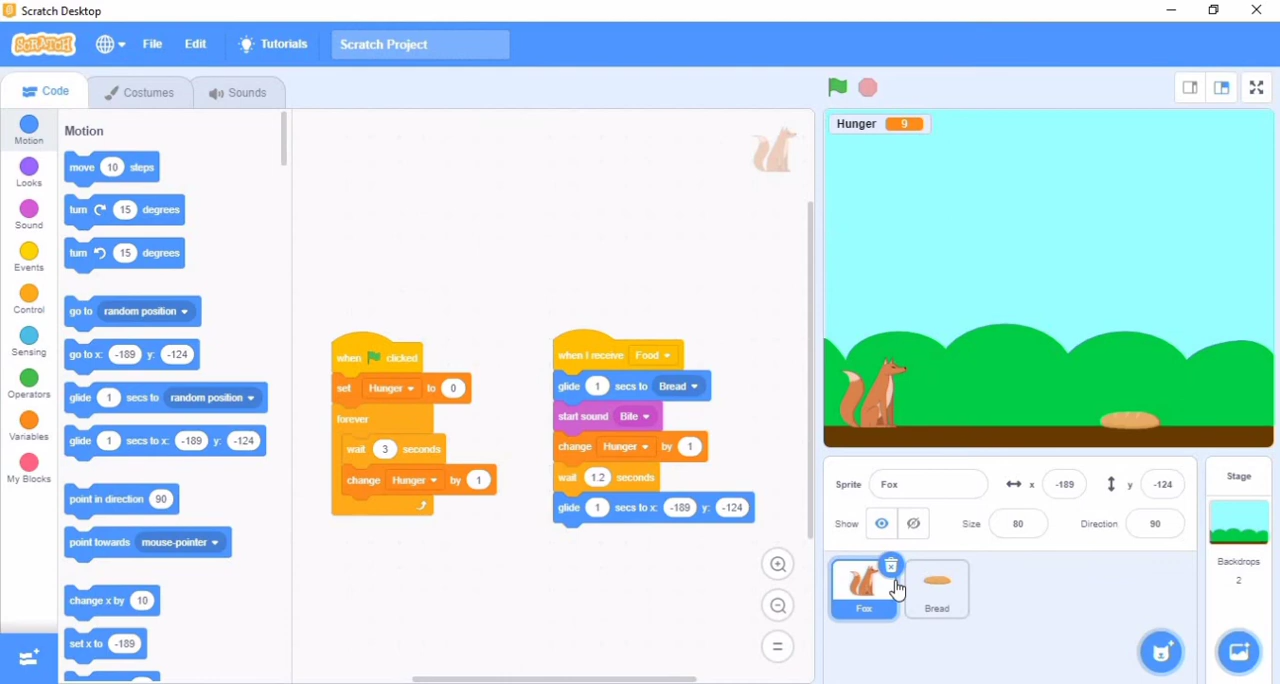 Scratch Desktop
SCRATCH File Edit Tutorials Scratch Project
Code Costumes Sounds
Motion
Looks
Sound
Events
Control
Sensing
Operators
Variables
My Blocks
Motion
move 10 steps
turn 15 degrees
turn 15 degrees
go to random position
go to x: -189 y: -124
glide 1 secs to random position
glide 1 secs to x: -189 y: -124
point in direction 90
point towards mouse-pointer
change x by 10
set x to -189
when clicked
set Hunger to 0
forever
wait 3 seconds
change Hunger by 1
when I receive Food
glide 1 secs to Bread
start sound Bite
change Hunger by 1
wait 1.2 seconds
glide 1 secs to x: -189 y: -124
Hunger 9
Sprite Fox x -189 y -124
Show Size 80 Direction 90
Fox
Bread
Stage
Backdrops
2